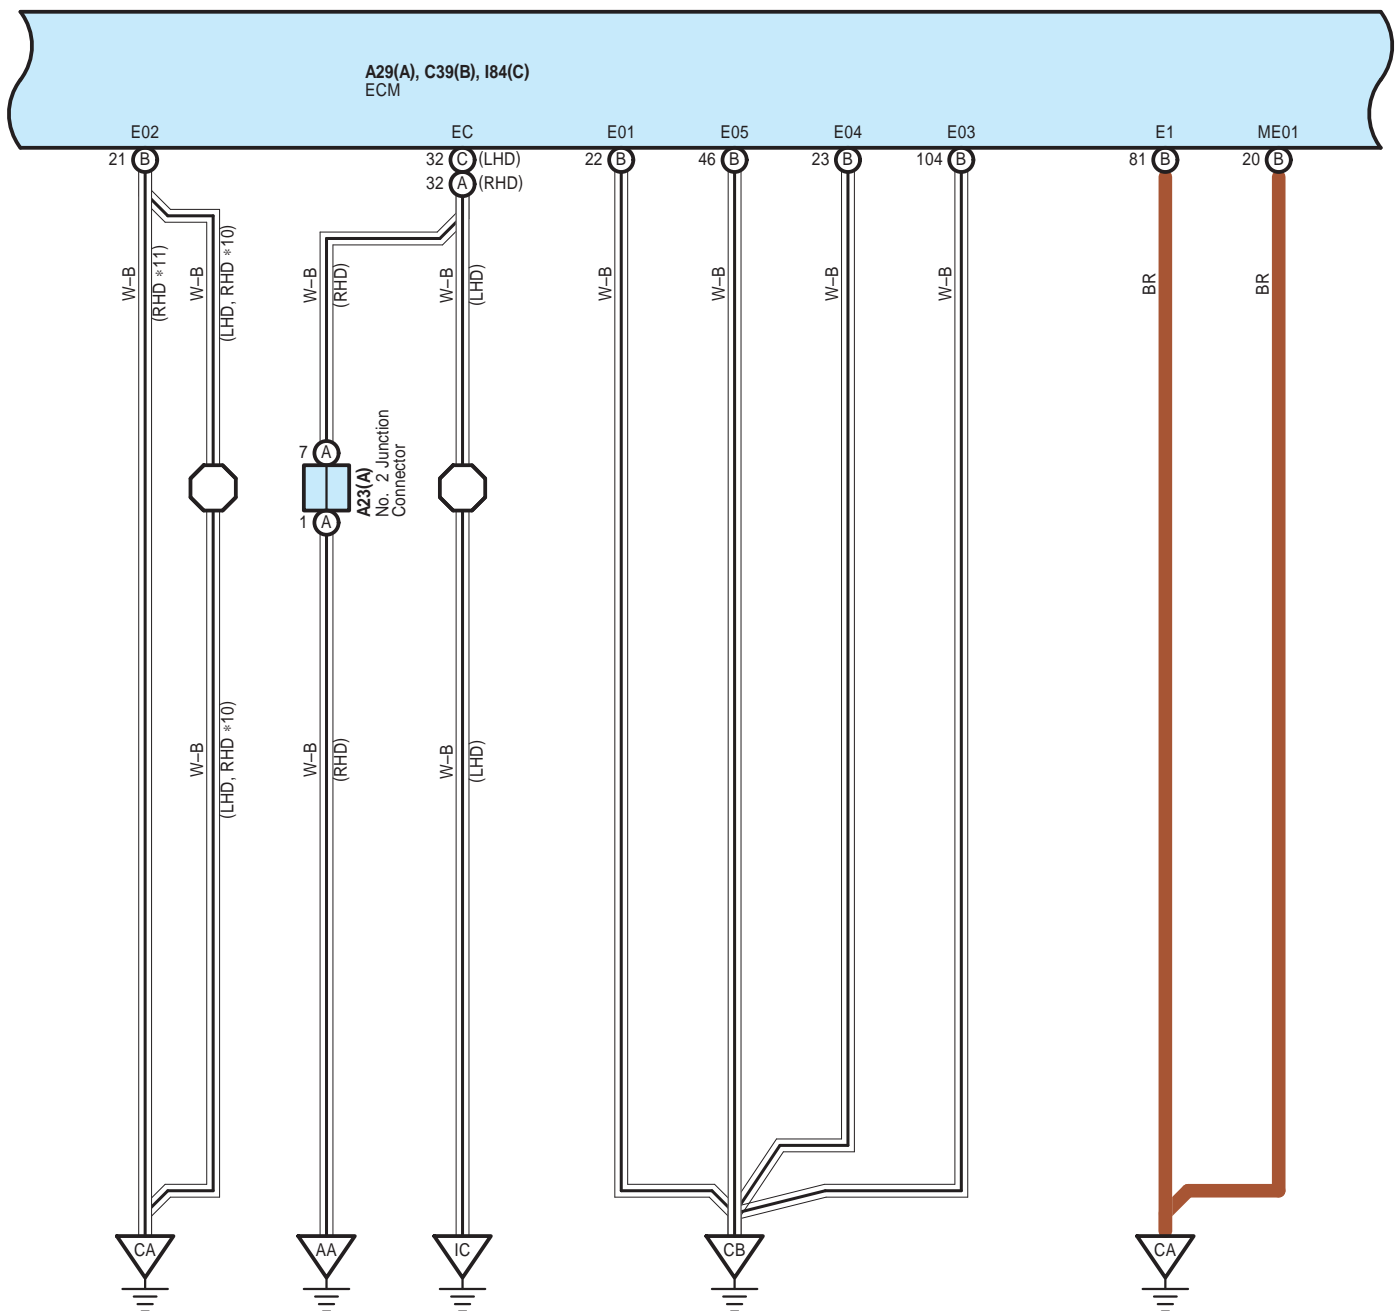 A29(A), C39(B), I84(C)
ECM
E02
EC
E01
E05
E04
E03
E1
ME01
21 B
32 C (LHD)
32 A (RHD)
22 B
46 B
23 B
104 B
81 B
20 B
W–B
(RHD *11)
W–B
(LHD, RHD *10)
W–B
(RHD)
W–B
(LHD)
W–B
W–B
W–B
W–B
BR
BR
7 A
A23(A)
No. 2 Junction
Connector
1 A
W–B
(LHD, RHD *10)
W–B
(RHD)
W–B
(LHD)
CA
AA
IC
CB
CA